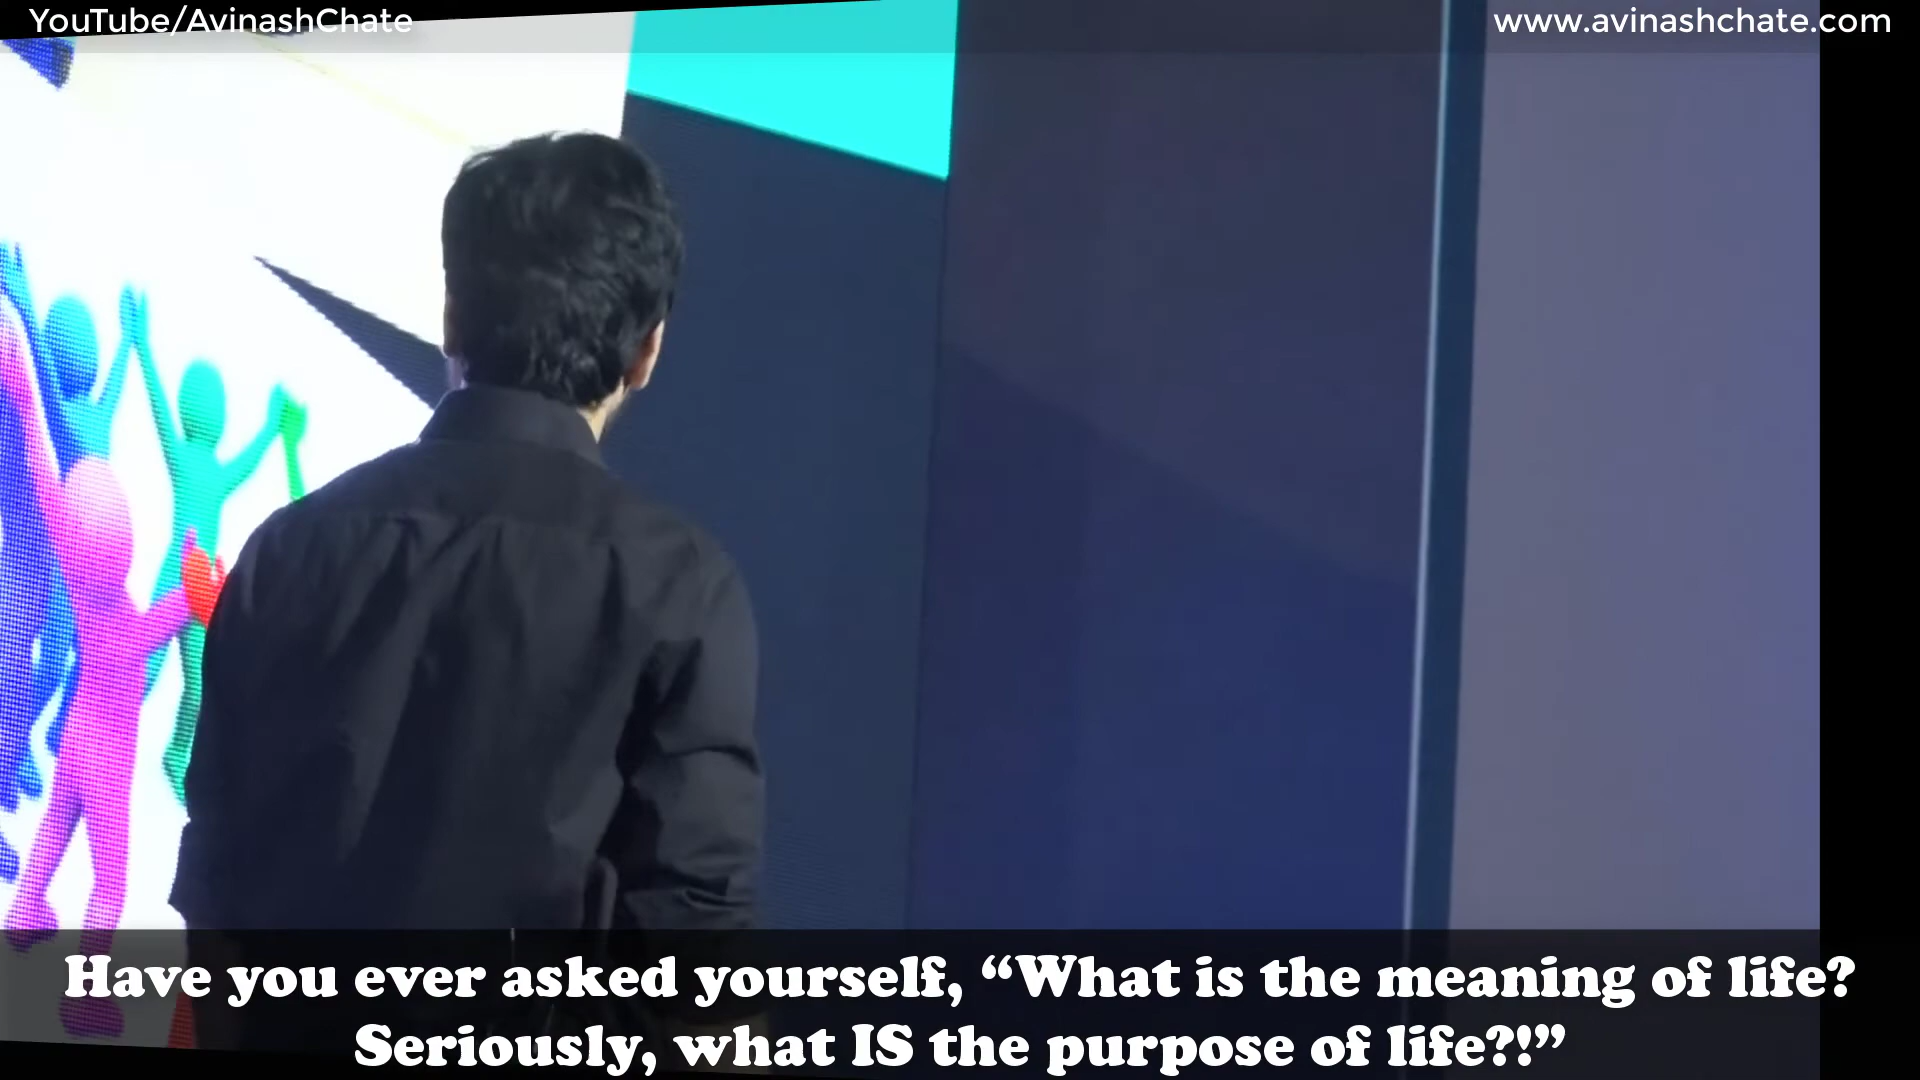 YouTube/AvinashChate
www.avinashchate.com
Have you ever asked yourself, “What is the meaning of life?
Seriously, what IS the purpose of life?!”